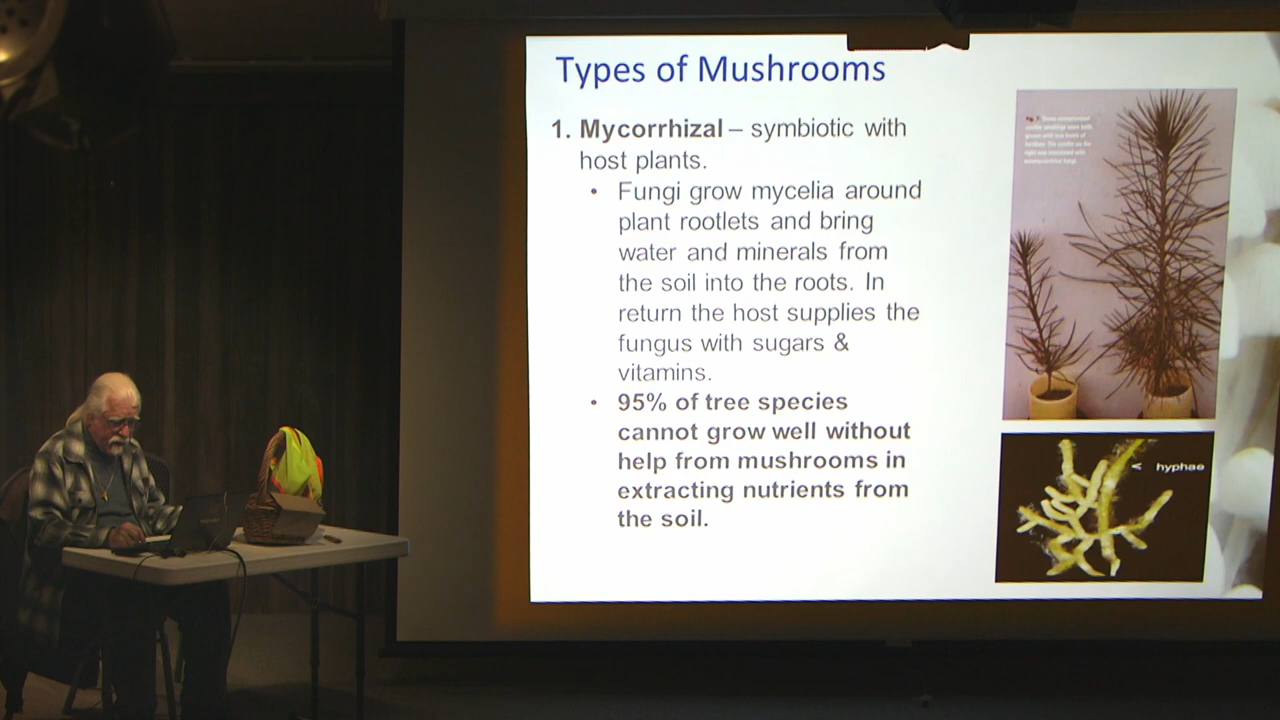 Types of Mushrooms
1. Mycorrhizal – symbiotic with
host plants.
• Fungi grow mycelia around
plant rootlets and bring
water and minerals from
the soil into the roots. In
return the host supplies the
fungus with sugars &
vitamins.
• 95% of tree species
cannot grow well without
help from mushrooms in
extracting nutrients from
the soil.
< hyphae